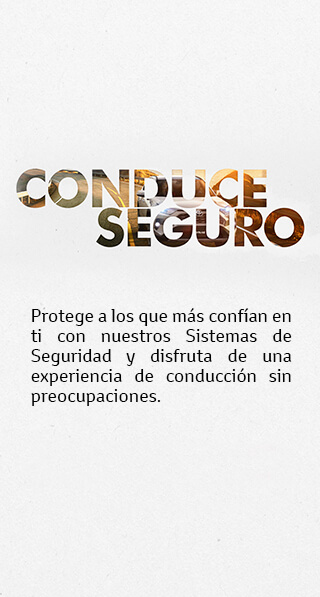 CONDUCE
SEGURO
Protege a los que más confían en
ti con nuestros Sistemas de
Seguridad y disfruta de una
experiencia de conducción sin
preocupaciones.